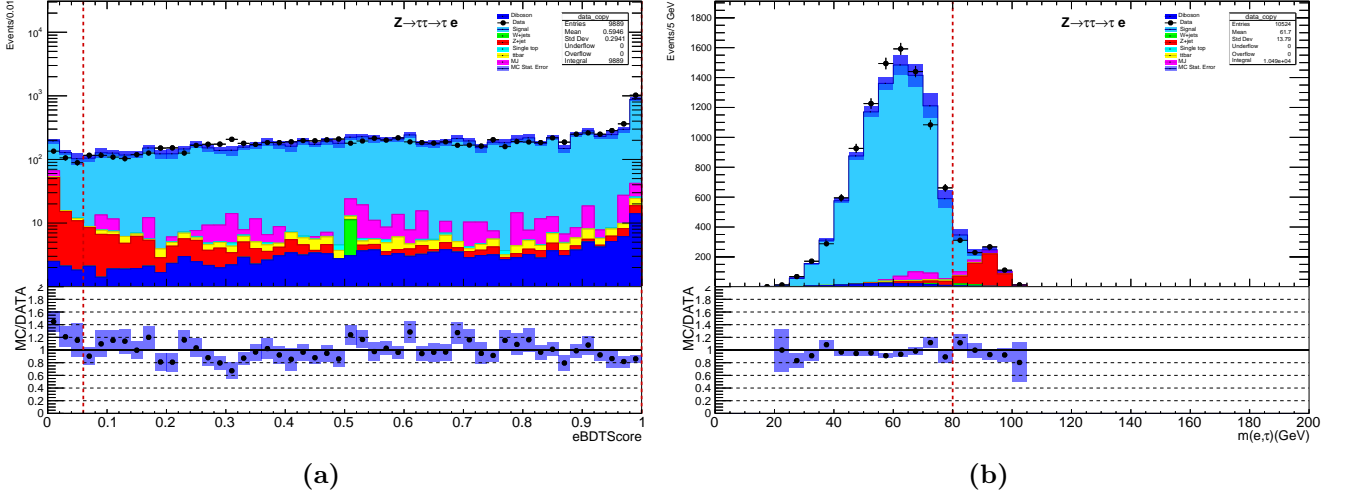 Events/0.01
10⁴
10³
10²
10
Z→ττ→τ e
Diboson
Data
Signal
W+jets
Z+jet
Single top
ttbar
MJ
MC Stat. Error
data_copy
Entries 9889
Mean 0.5946
Std Dev 0.2941
Underflow 0
Overflow 0
Integral 9889
MC/DATA
2
1.8
1.6
1.4
1.2
1
0.8
0.6
0.4
0.2
0
0 0.1 0.2 0.3 0.4 0.5 0.6 0.7 0.8 0.9 1
eBDTScore
(a)
Events/5 GeV
1800
1600
1400
1200
1000
800
600
400
200
Z→ττ→τ e
Diboson
Data
Signal
W+jets
Z+jet
Single top
ttbar
MJ
MC Stat. Error
data_copy
Entries 10524
Mean 61.7
Std Dev 13.79
Underflow 0
Overflow 0
Integral 1.049e+04
MC/DATA
2
1.8
1.6
1.4
1.2
1
0.8
0.6
0.4
0.2
0
0 20 40 60 80 100 120 140 160 180 200
m(e,τ)(GeV)
(b)